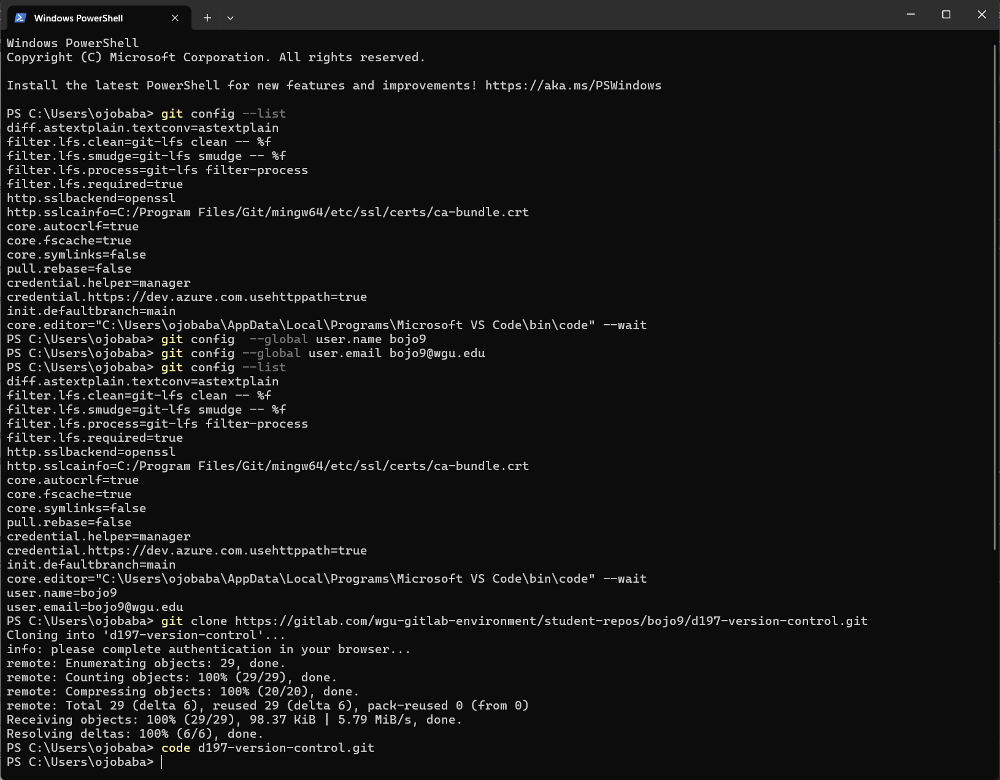 Windows PowerShell
Windows PowerShell
Copyright (C) Microsoft Corporation. All rights reserved.
Install the latest PowerShell for new features and improvements! https://aka.ms/PSWindows
PS C:\Users\ojobaba> git config --list
diff.astextplain.textconv=astextplain
filter.lfs.clean=git-lfs clean -- %f
filter.lfs.smudge=git-lfs smudge -- %f
filter.lfs.process=git-lfs filter-process
filter.lfs.required=true
http.sslbackend=openssl
http.sslcainfo=C:/Program Files/Git/mingw64/etc/ssl/certs/ca-bundle.crt
core.autocrlf=true
core.fscache=true
core.symlinks=false
pull.rebase=false
credential.helper=manager
credential.https://dev.azure.com.usehttppath=true
init.defaultbranch=main
core.editor="C:\Users\ojobaba\AppData\Local\Programs\Microsoft VS Code\bin\code" --wait
PS C:\Users\ojobaba> git config  --global user.name bojo9
PS C:\Users\ojobaba> git config --global user.email bojo9@wgu.edu
PS C:\Users\ojobaba> git config --list
diff.astextplain.textconv=astextplain
filter.lfs.clean=git-lfs clean -- %f
filter.lfs.smudge=git-lfs smudge -- %f
filter.lfs.process=git-lfs filter-process
filter.lfs.required=true
http.sslbackend=openssl
http.sslcainfo=C:/Program Files/Git/mingw64/etc/ssl/certs/ca-bundle.crt
core.autocrlf=true
core.fscache=true
core.symlinks=false
pull.rebase=false
credential.helper=manager
credential.https://dev.azure.com.usehttppath=true
init.defaultbranch=main
core.editor="C:\Users\ojobaba\AppData\Local\Programs\Microsoft VS Code\bin\code" --wait
user.name=bojo9
user.email=bojo9@wgu.edu
PS C:\Users\ojobaba> git clone https://gitlab.com/wgu-gitlab-environment/student-repos/bojo9/d197-version-control.git
Cloning into 'd197-version-control'...
info: please complete authentication in your browser...
remote: Enumerating objects: 29, done.
remote: Counting objects: 100% (29/29), done.
remote: Compressing objects: 100% (20/20), done.
remote: Total 29 (delta 6), reused 29 (delta 6), pack-reused 0 (from 0)
Receiving objects: 100% (29/29), 98.37 KiB | 5.79 MiB/s, done.
Resolving deltas: 100% (6/6), done.
PS C:\Users\ojobaba> code d197-version-control.git
PS C:\Users\ojobaba>